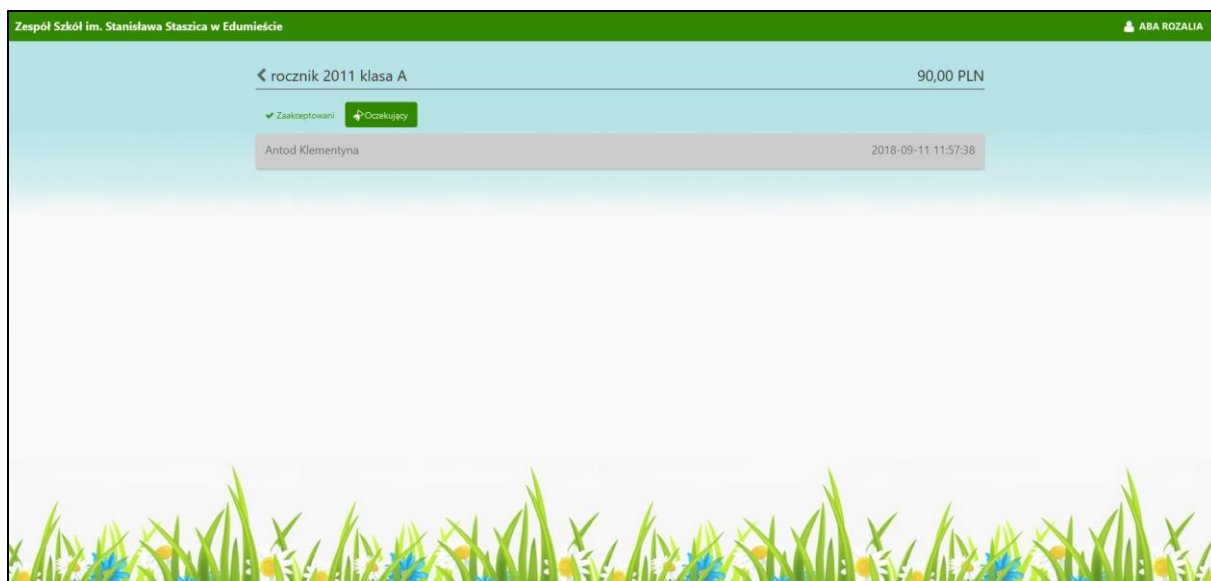 Zespół Szkół im. Stanisława Staszica w Edumieście ABA ROZALIA
rocznik 2011 klasa A 90,00 PLN
Zaakceptowani Oczekujący
Antod Klementyna 2018-09-11 11:57:38